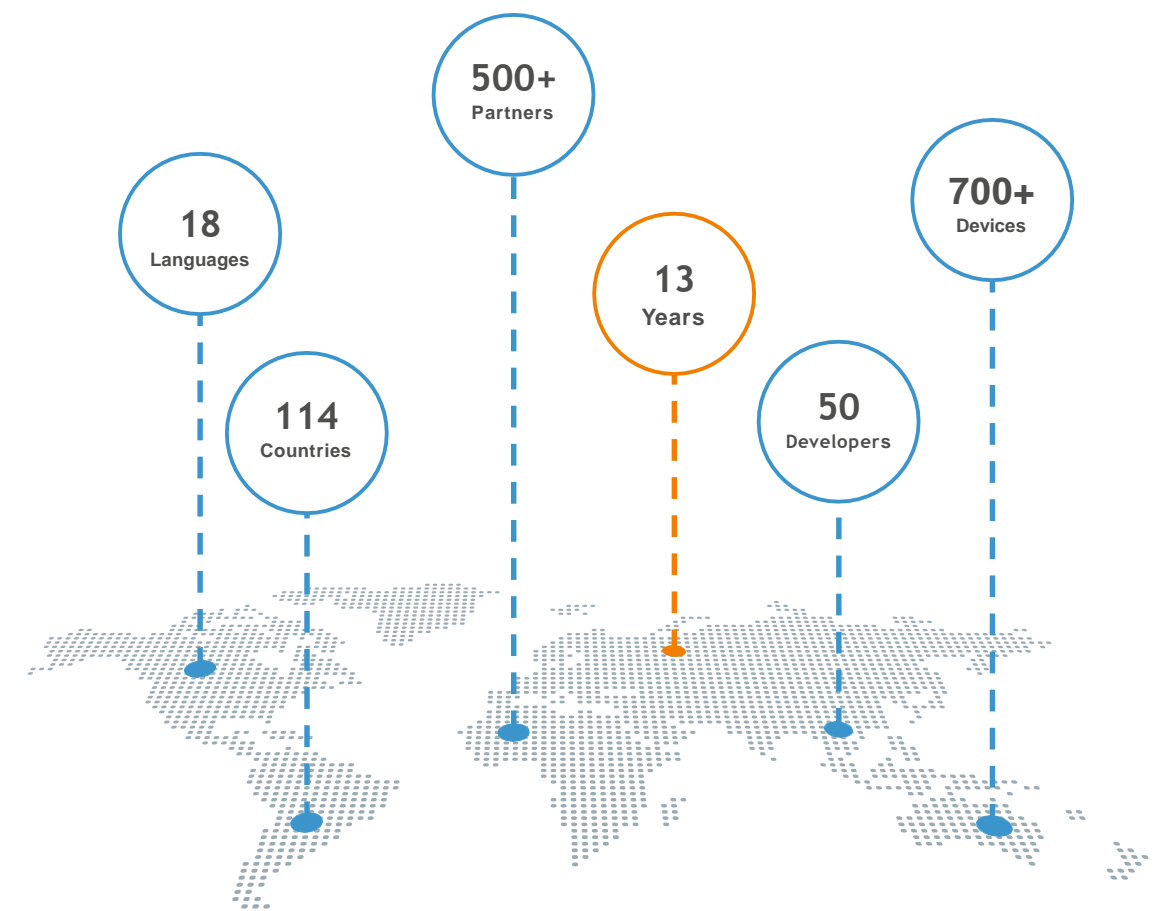 500+
Partners
700+
Devices
18
Languages
13
Years
114
Countries
50
Developers